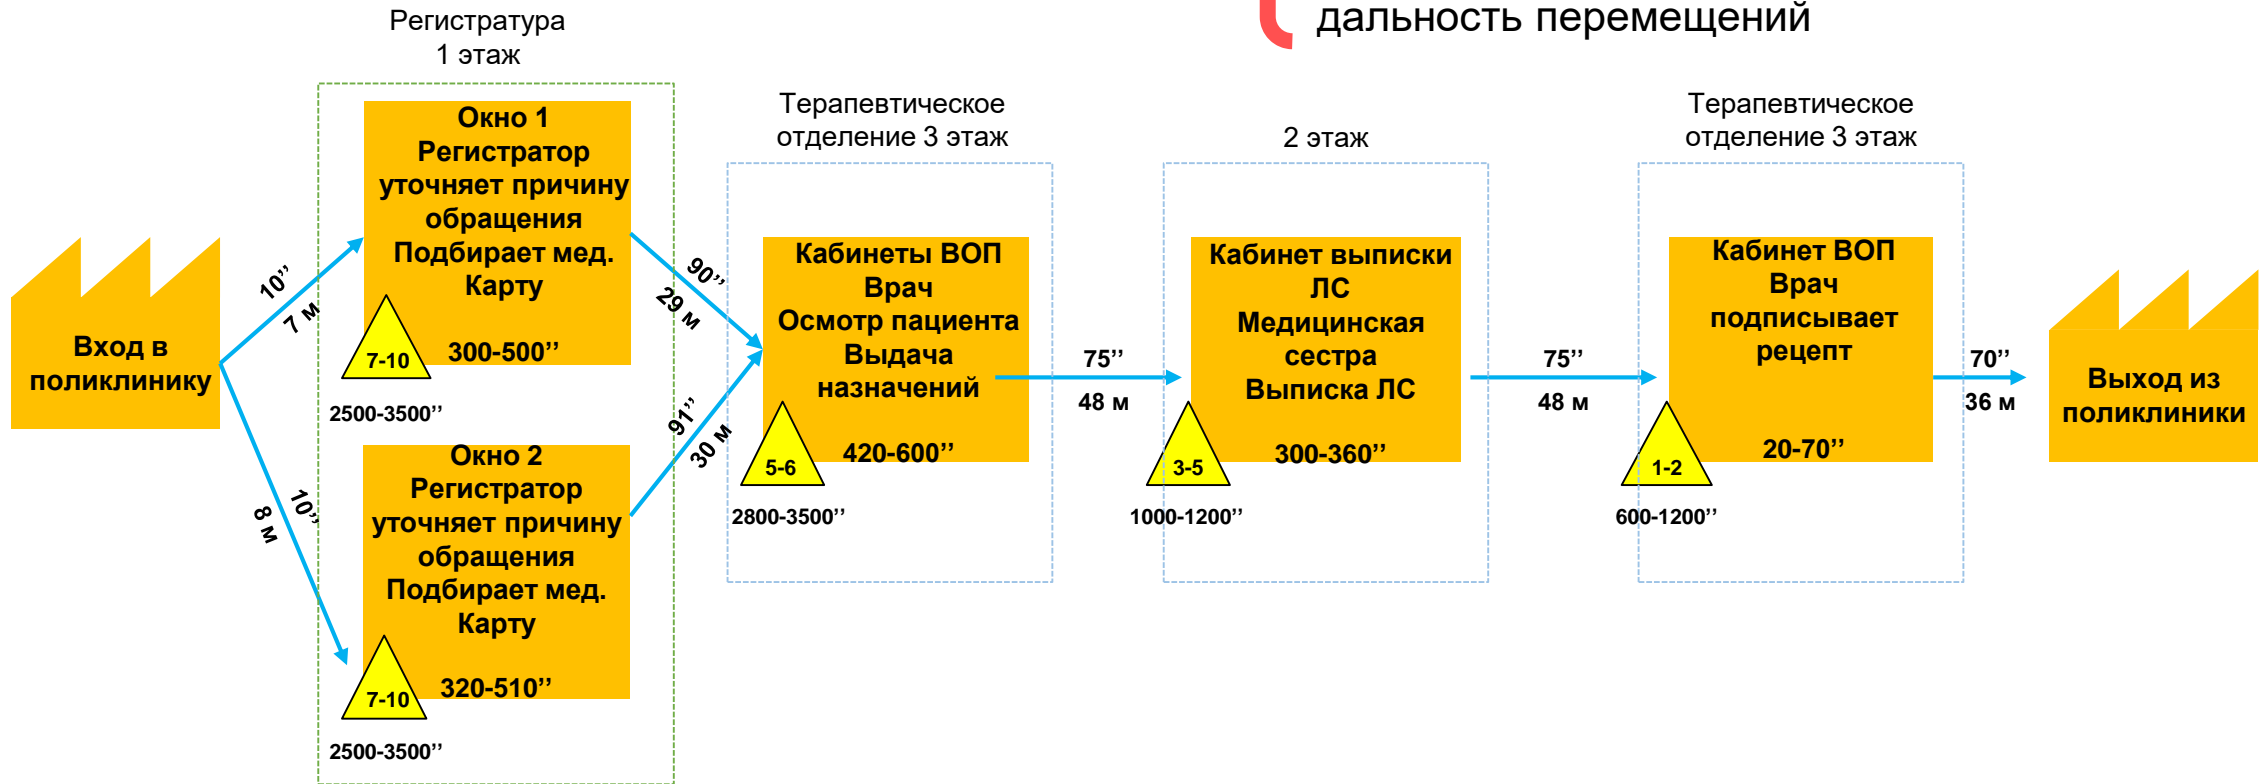 дальность перемещений
Регистратура
1 этаж
Вход в
поликлинику
10’’
7 м
10’’
8 м
Окно 1
Регистратор
уточняет причину
обращения
Подбирает мед.
Карту
300-500’’
7-10
2500-3500’’
Окно 2
Регистратор
уточняет причину
обращения
Подбирает мед.
Карту
320-510’’
7-10
2500-3500’’
90’’
29 м
91’’
30 м
Терапевтическое
отделение 3 этаж
Кабинеты ВОП
Врач
Осмотр пациента
Выдача
назначений
420-600’’
5-6
2800-3500’’
75’’
48 м
2 этаж
Кабинет выписки
ЛС
Медицинская
сестра
Выписка ЛС
300-360’’
3-5
1000-1200’’
75’’
48 м
Терапевтическое
отделение 3 этаж
Кабинет ВОП
Врач
подписывает
рецепт
20-70’’
1-2
600-1200’’
70’’
36 м
Выход из
поликлиники